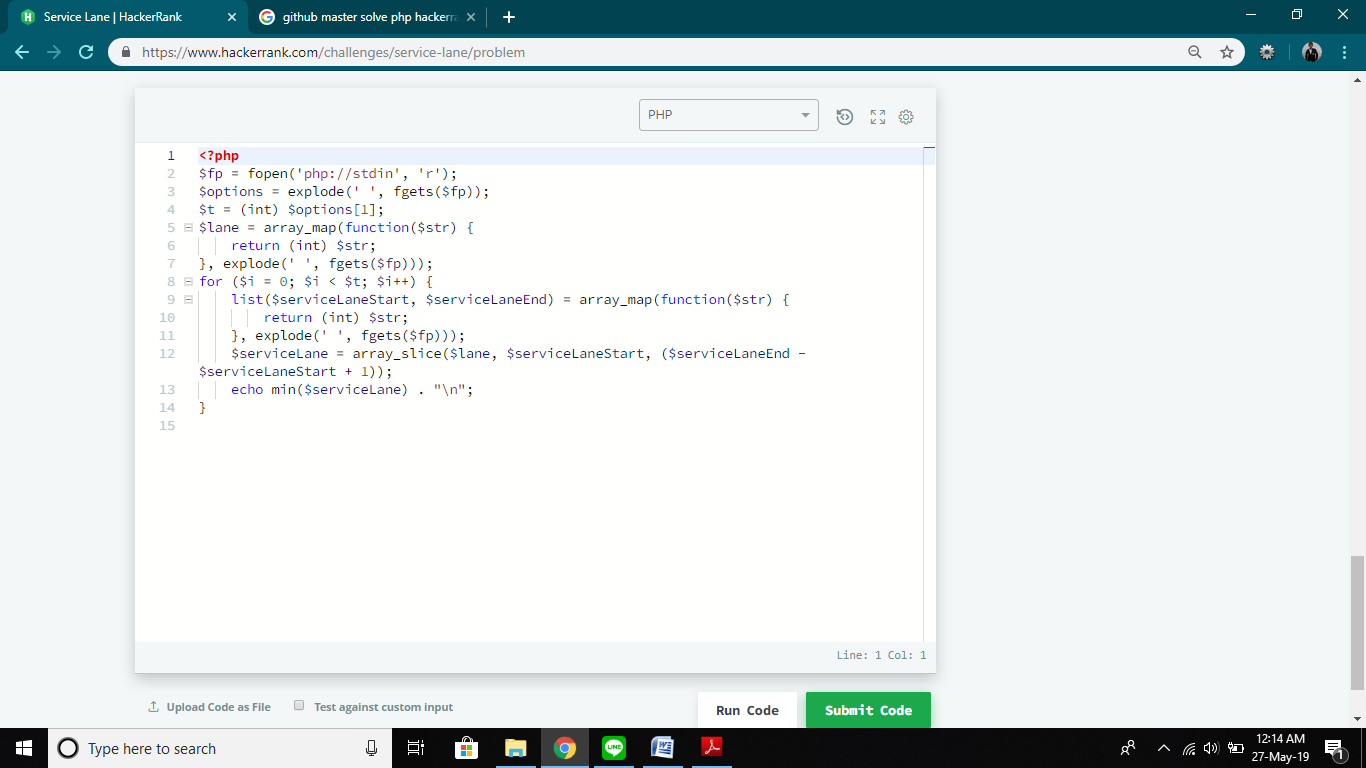 Service Lane | HackerRank
github master solve php hackerra
https://www.hackerrank.com/challenges/service-lane/problem
PHP
1 <?php
2 $fp = fopen('php://stdin', 'r');
3 $options = explode(' ', fgets($fp));
4 $t = (int) $options[1];
5 $lane = array_map(function($str) {
6 return (int) $str;
7 }, explode(' ', fgets($fp)));
8 for ($i = 0; $i < $t; $i++) {
9 list($serviceLaneStart, $serviceLaneEnd) = array_map(function($str) {
10 return (int) $str;
11 }, explode(' ', fgets($fp)));
12 $serviceLane = array_slice($lane, $serviceLaneStart, ($serviceLaneEnd -
$serviceLaneStart + 1));
13 echo min($serviceLane) . "\n";
14 }
15
Line: 1 Col: 1
Upload Code as File
Test against custom input
Run Code
Submit Code
Type here to search
LINE
12:14 AM
27-May-19
1